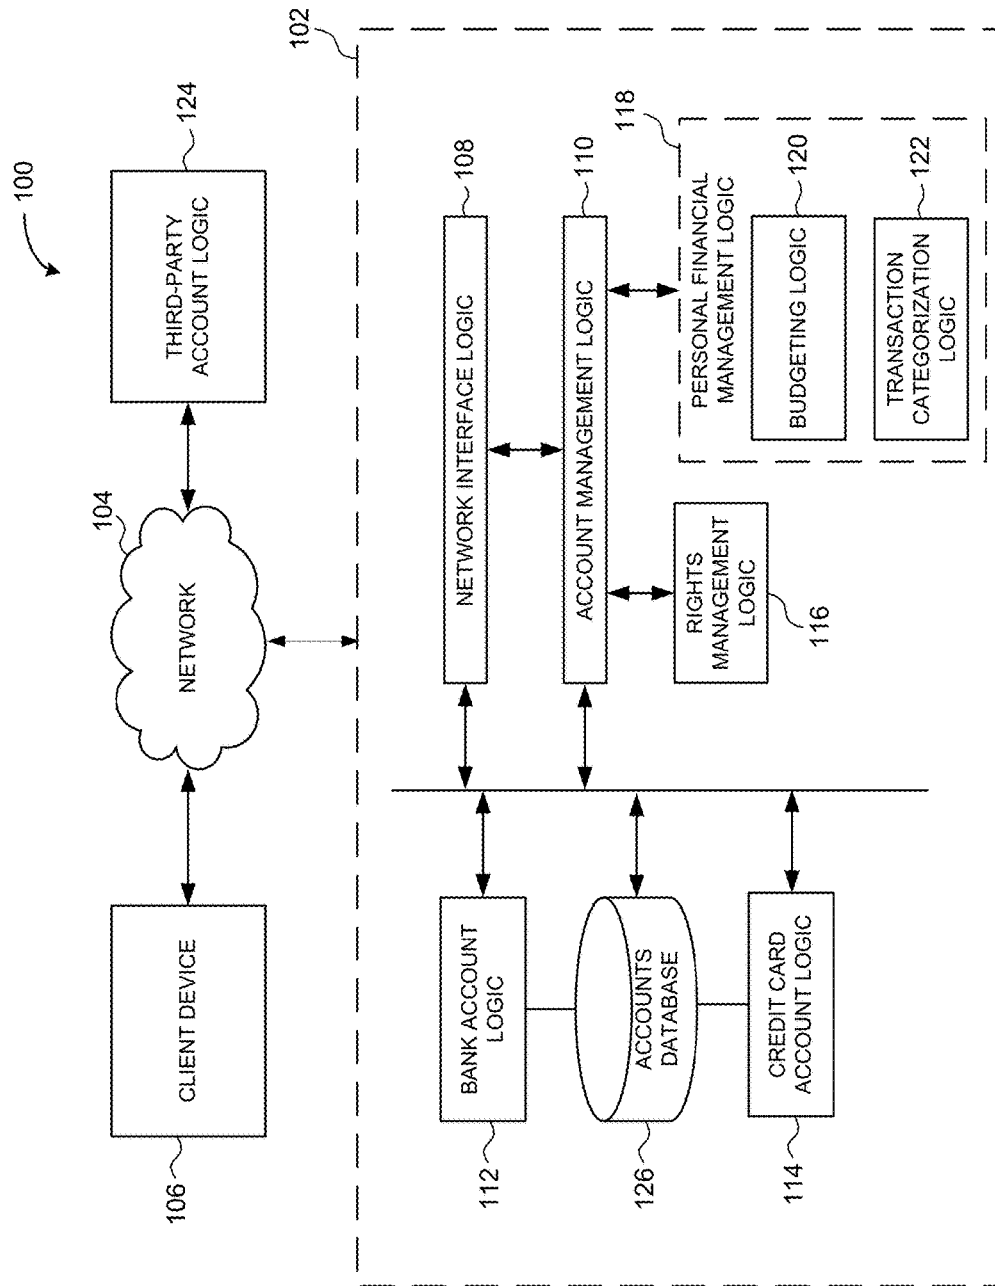 100
CLIENT DEVICE
106
NETWORK
104
THIRD-PARTY
ACCOUNT LOGIC
124
102
BANK ACCOUNT
LOGIC
112
ACCOUNTS
DATABASE
126
CREDIT CARD
ACCOUNT LOGIC
114
NETWORK INTERFACE LOGIC
108
ACCOUNT MANAGEMENT LOGIC
110
RIGHTS
MANAGEMENT
LOGIC
116
PERSONAL FINANCIAL
MANAGEMENT LOGIC
118
BUDGETING LOGIC
120
TRANSACTION
CATEGORIZATION
LOGIC
122